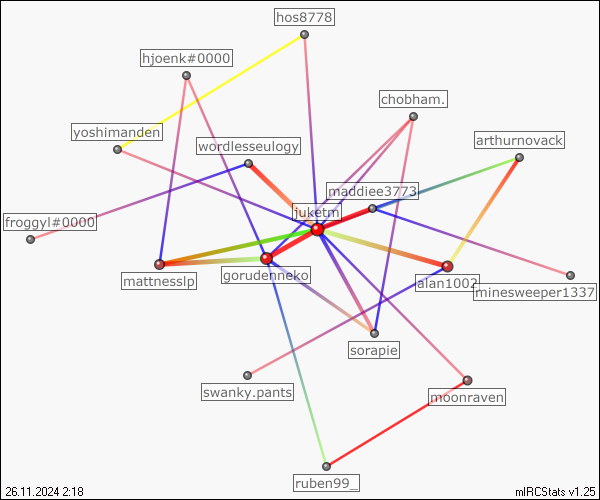 hos8778
hjoenk#0000
chobham.
yoshimanden
arthurnovack
wordlesseulogy
maddiee3773
juketm
froggyl#0000
mattnesslp
gorudenneko
alan1002
minesweeper1337
sorapie
swanky.pants
moonraven
ruben99_
26.11.2024 2:18
mIRCStats v1.25